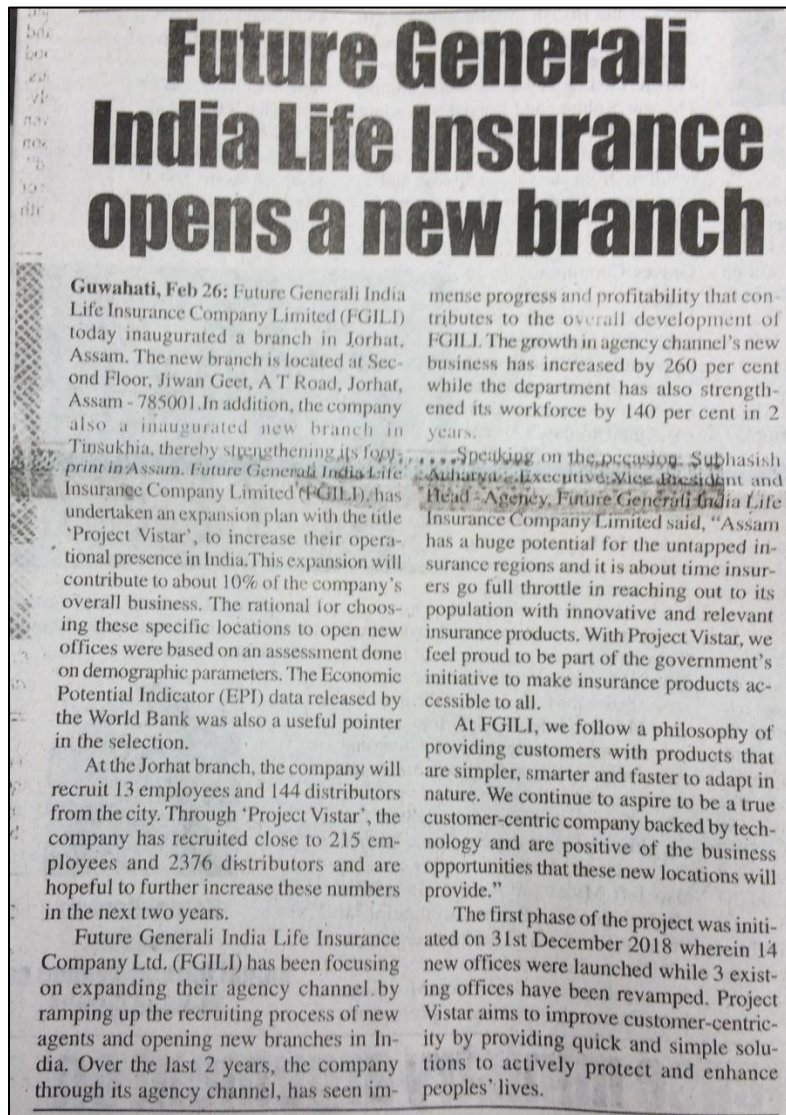 Future Generali
India Life Insurance
opens a new branch
Guwahati, Feb 26: Future Generali India
Life Insurance Company Limited (FGILI)
today inaugurated a branch in Jorhat,
Assam. The new branch is located at Sec-
ond Floor, Jiwan Geet, A T Road, Jorhat,
Assam - 785001.In addition, the company
also a inaugurated new branch in
Tinsukhia, thereby strengthening its foot-
print in Assam. Future Generali India Life
Insurance Company Limited (FGILI), has
undertaken an expansion plan with the title
‘Project Vistar’, to increase their opera-
tional presence in India.This expansion will
contribute to about 10% of the company’s
overall business. The rational for choos-
ing these specific locations to open new
offices were based on an assessment done
on demographic parameters. The Economic
Potential Indicator (EPI) data released by
the World Bank was also a useful pointer
in the selection.
At the Jorhat branch, the company will
recruit 13 employees and 144 distributors
from the city. Through ‘Project Vistar’, the
company has recruited close to 215 em-
ployees and 2376 distributors and are
hopeful to further increase these numbers
in the next two years.
Future Generali India Life Insurance
Company Ltd. (FGILI) has been focusing
on expanding their agency channel by
ramping up the recruiting process of new
agents and opening new branches in In-
dia. Over the last 2 years, the company
through its agency channel, has seen im-
mense progress and profitability that con-
tributes to the overall development of
FGILI. The growth in agency channel’s new
business has increased by 260 per cent
while the department has also strength-
ened its workforce by 140 per cent in 2
years.
Speaking on the occasion, Subhasish
Executive Vice President and
Head - Agency, Future Generali India Life
Insurance Company Limited said, “Assam
has a huge potential for the untapped in-
surance regions and it is about time insur-
ers go full throttle in reaching out to its
population with innovative and relevant
insurance products. With Project Vistar, we
feel proud to be part of the government’s
initiative to make insurance products ac-
cessible to all.
At FGILI, we follow a philosophy of
providing customers with products that
are simpler, smarter and faster to adapt in
nature. We continue to aspire to be a true
customer-centric company backed by tech-
nology and are positive of the business
opportunities that these new locations will
provide.”
The first phase of the project was initi-
ated on 31st December 2018 wherein 14
new offices were launched while 3 exist-
ing offices have been revamped. Project
Vistar aims to improve customer-centric-
ity by providing quick and simple solu-
tions to actively protect and enhance
peoples’ lives.